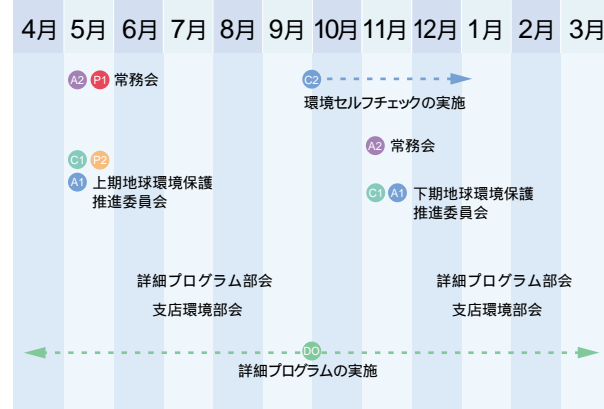 4月 5月 6月 7月 8月 9月 10月 11月 12月 1月 2月 3月
A2 P1 常務会
C2
環境セルフチェックの実施
A2 常務会
C1 P2
A1 上期地球環境保護
推進委員会
C1 A1 下期地球環境保護
推進委員会
詳細プログラム部会
支店環境部会
詳細プログラム部会
支店環境部会
DO
詳細プログラムの実施